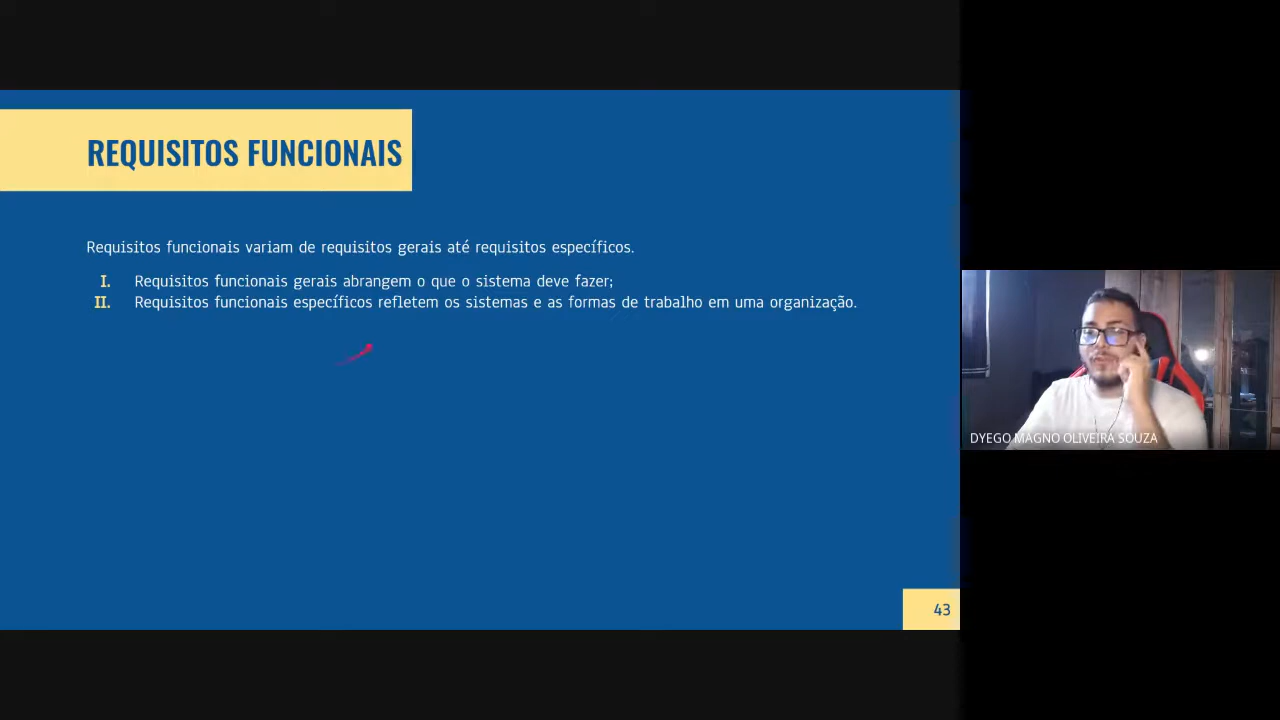 REQUISITOS FUNCIONAIS
Requisitos funcionais variam de requisitos gerais até requisitos específicos.
I. Requisitos funcionais gerais abrangem o que o sistema deve fazer;
II. Requisitos funcionais específicos refletem os sistemas e as formas de trabalho em uma organização.
DYEGO MAGNO OLIVEIRA SOUZA
43